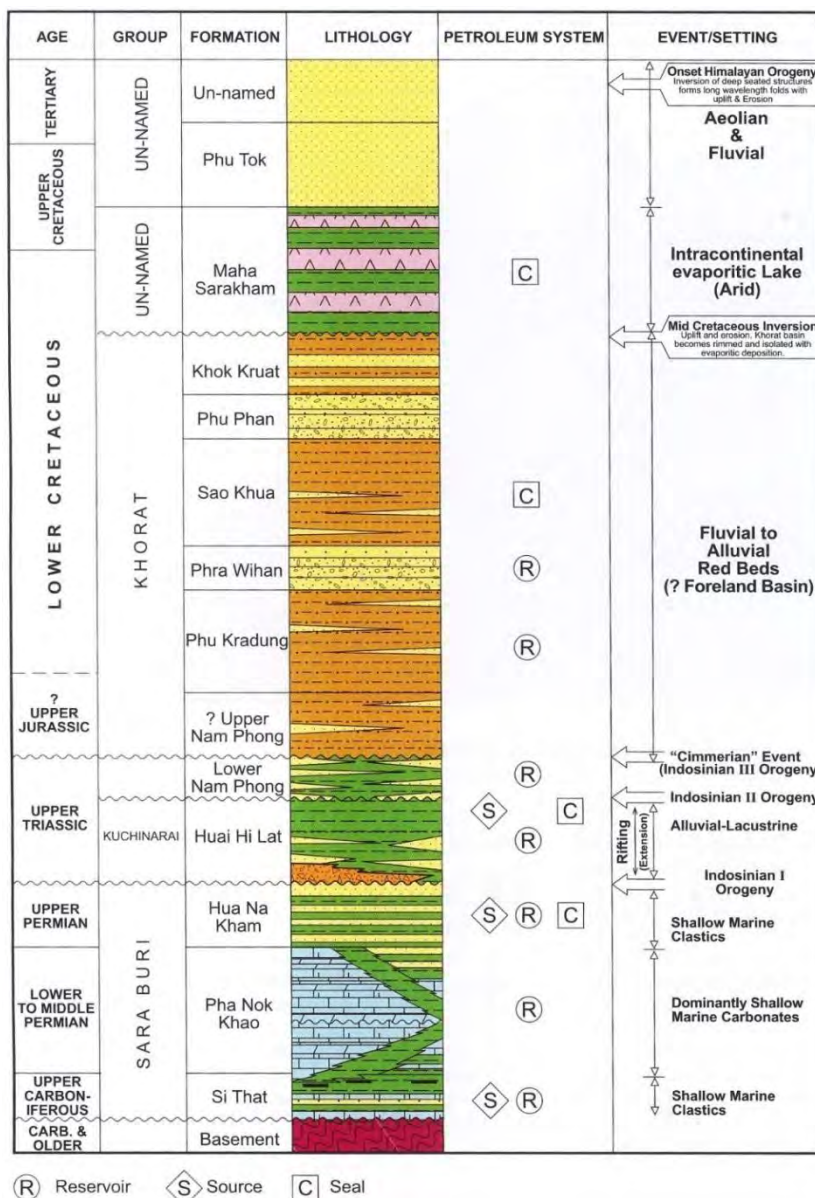 AGE GROUP FORMATION LITHOLOGY PETROLEUM SYSTEM EVENT/SETTING
TERTIARY
UPPER
CRETACEOUS
LOWER CRETACEOUS
?
UPPER
JURASSIC
UPPER
TRIASSIC
UPPER
PERMIAN
LOWER
TO MIDDLE
PERMIAN
UPPER
CARBON-
IFEROUS
CARB. &
OLDER
UN-NAMED
UN-NAMED
KHORAT
KUCHINARAI
SARA BURI
Un-named
Phu Tok
Maha
Sarakham
Khok Kruat
Phu Phan
Sao Khua
Phra Wihan
Phu Kradung
? Upper
Nam Phong
Lower
Nam Phong
Huai Hi Lat
Hua Na
Kham
Pha Nok
Khao
Si That
Basement
C
C
R
R
R
S C
R
S R C
R
S R
Onset Himalayan Orogeny
Inversion of deep seated structures
forms long wavelength folds with
uplift & Erosion
Aeolian
&
Fluvial
Intracontinental
evaporitic Lake
(Arid)
Mid Cretaceous Inversion
Uplift and erosion, Khorat basin
becomes rimmed and isolated with
evaporitic deposition.
Fluvial to
Alluvial
Red Beds
(? Foreland Basin)
"Cimmerian" Event
(Indosinian III Orogeny)
Indosinian II Orogeny
Rifting
(Extension)
Alluvial-Lacustrine
Indosinian I
Orogeny
Shallow Marine
Clastics
Dominantly Shallow
Marine Carbonates
Shallow Marine
Clastics
R Reservoir S Source C Seal